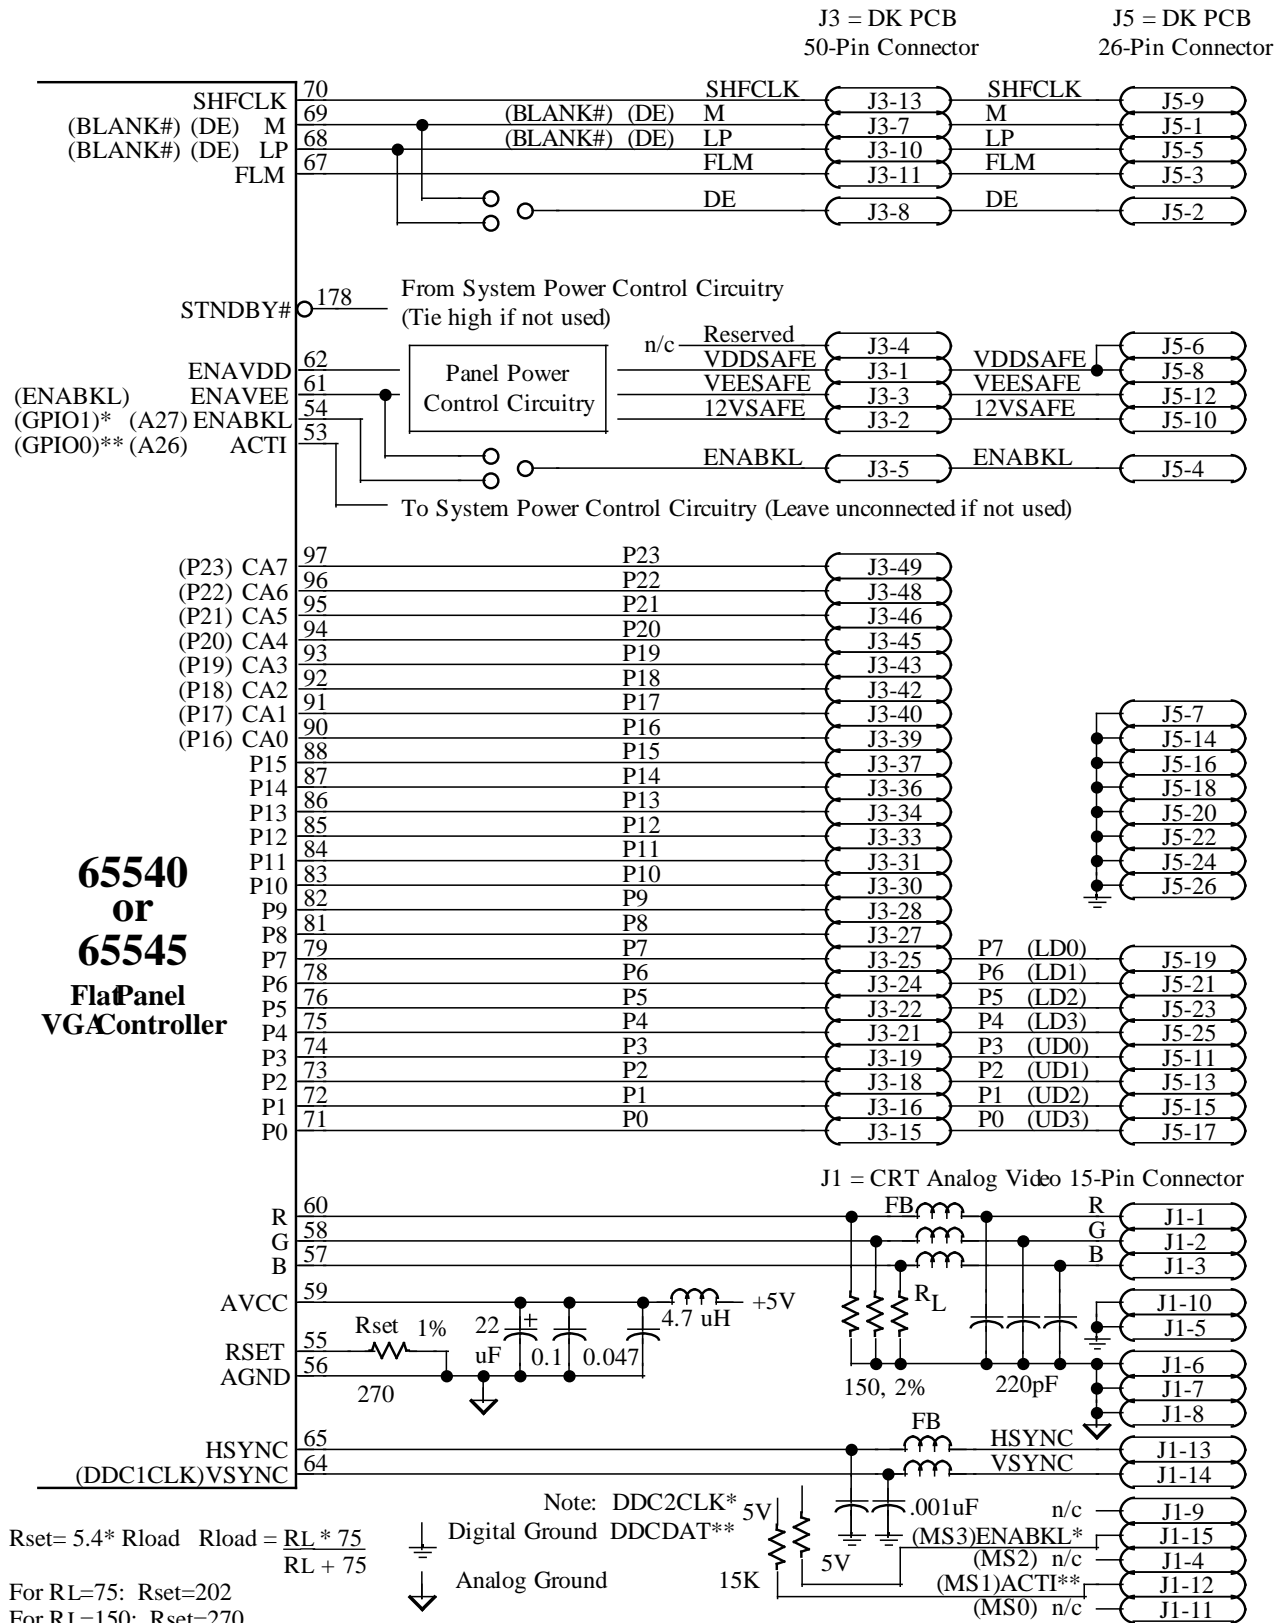 J3 = DK PCB J5 = DK PCB
50-Pin Connector 26-Pin Connector
SHFCLK 70 SHFCLK J3-13 SHFCLK J5-9
(BLANK#) (DE) M 69 (BLANK#) (DE) M J3-7 M J5-1
(BLANK#) (DE) LP 68 (BLANK#) (DE) LP J3-10 LP J5-5
FLM 67 FLM J3-11 FLM J5-3
DE J3-8 DE J5-2
STNDBY# 178 From System Power Control Circuitry
(Tie high if not used)
n/c Reserved J3-4 J5-6
ENAVDD 62 Panel Power VDDSAFE J3-1 VDDSAFE J5-8
(ENABKL) ENAVEE 61 Control Circuitry VEESAFE J3-3 VEESAFE J5-12
(GPIO1)* (A27) ENABKL 54 12VSAFE J3-2 12VSAFE J5-10
(GPIO0)** (A26) ACTI 53
ENABKL J3-5 ENABKL J5-4
To System Power Control Circuitry (Leave unconnected if not used)
(P23) CA7 97 P23 J3-49
(P22) CA6 96 P22 J3-48
(P21) CA5 95 P21 J3-46
(P20) CA4 94 P20 J3-45
(P19) CA3 93 P19 J3-43
(P18) CA2 92 P18 J3-42
(P17) CA1 91 P17 J3-40 J5-7
(P16) CA0 90 P16 J3-39 J5-14
P15 88 P15 J3-37 J5-16
P14 87 P14 J3-36 J5-18
P13 86 P13 J3-34 J5-20
P12 85 P12 J3-33 J5-22
P11 84 P11 J3-31 J5-24
P10 83 P10 J3-30 J5-26
P9 82 P9 J3-28
P8 81 P8 J3-27
P7 79 P7 J3-25 P7 (LD0) J5-19
P6 78 P6 J3-24 P6 (LD1) J5-21
P5 76 P5 J3-22 P5 (LD2) J5-23
P4 75 P4 J3-21 P4 (LD3) J5-25
P3 74 P3 J3-19 P3 (UD0) J5-11
P2 73 P2 J3-18 P2 (UD1) J5-13
P1 72 P1 J3-16 P1 (UD2) J5-15
P0 71 P0 J3-15 P0 (UD3) J5-17
65540
or
65545
Flat Panel
VGA Controller
J1 = CRT Analog Video 15-Pin Connector
R 60 FB R J1-1
G 58 G J1-2
B 57 B J1-3
AVCC 59 4.7 uH +5V RL J1-10
J1-5
RSET 55 Rset 1% 22 uF + 0.1 0.047 J1-6
AGND 56 270 150, 2% 220pF J1-7
J1-8
HSYNC 65 FB HSYNC J1-13
(DDC1CLK)VSYNC 64 VSYNC J1-14
Note: DDC2CLK* 5V .001uF n/c J1-9
Digital Ground DDCDAT** 5V (MS3)ENABKL* J1-15
(MS2) n/c J1-4
Analog Ground 15K (MS1)ACTI** J1-12
(MS0) n/c J1-11
Rset= 5.4* Rload Rload = RL * 75
RL + 75
For RL=75: Rset=202
For RL=150: Rset=270